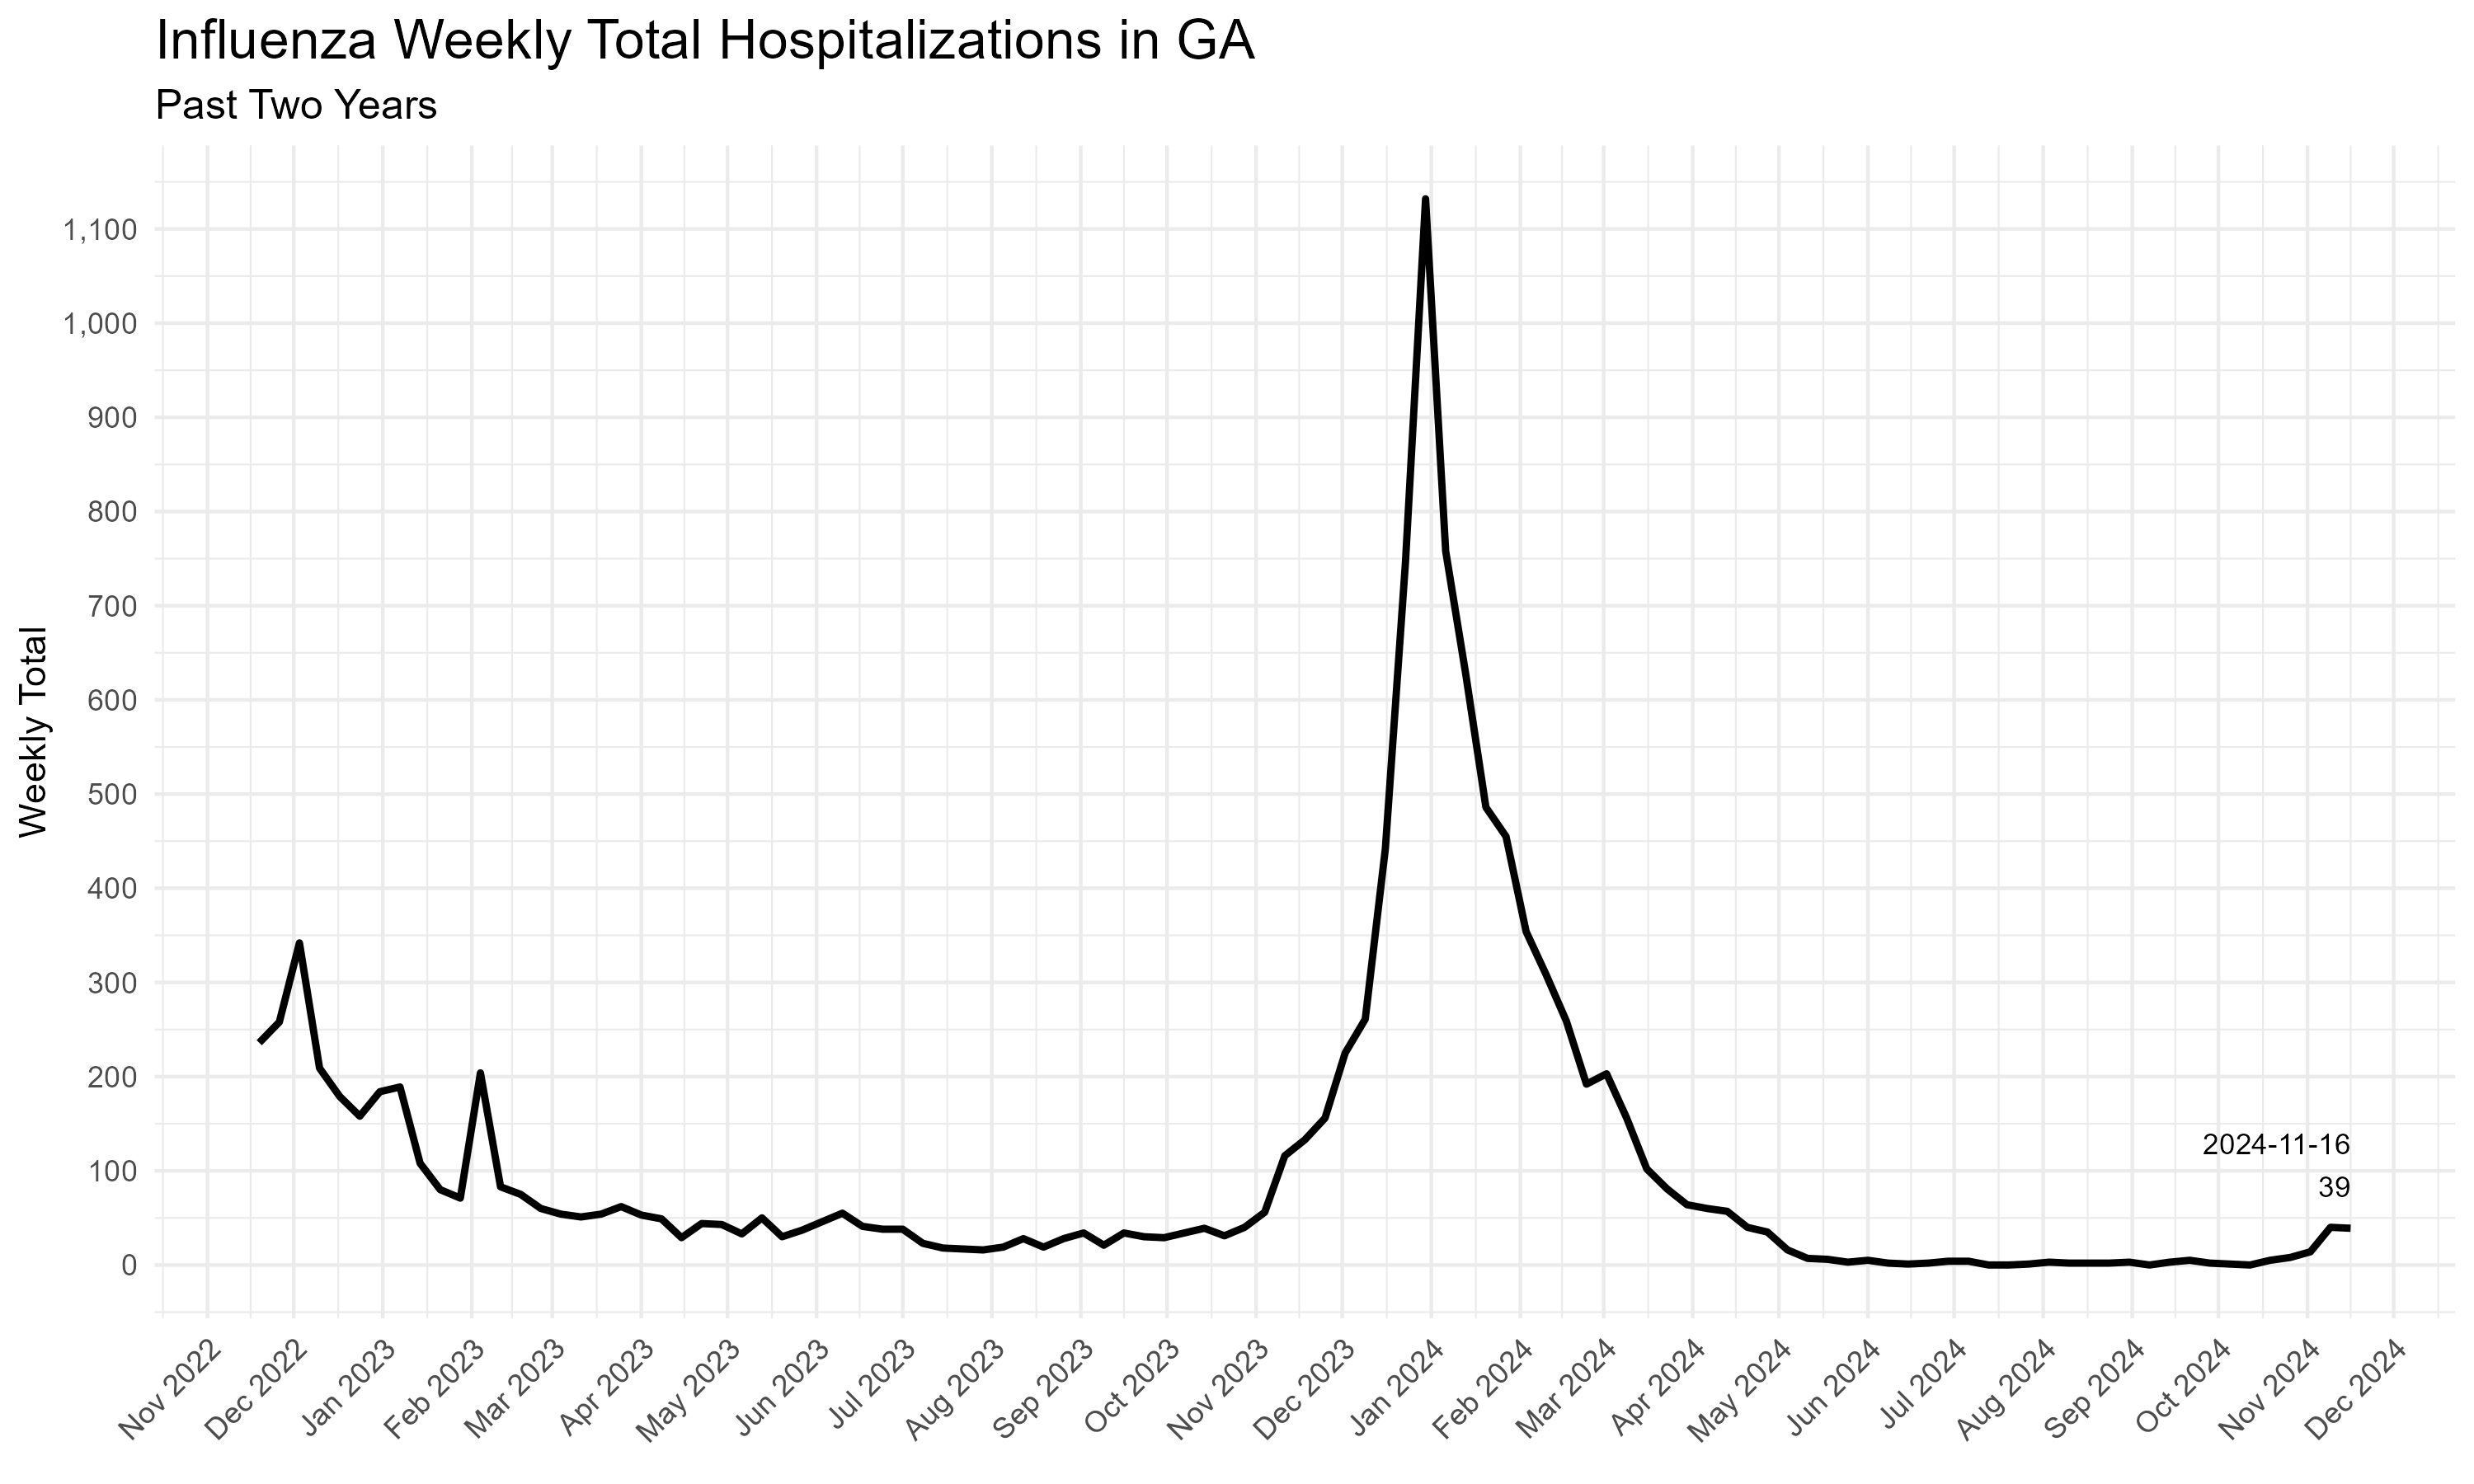 Influenza Weekly Total Hospitalizations in GA
Past Two Years
Weekly Total
1,100
1,000
900
800
700
600
500
400
300
200
100
0
2024-11-16
39
Nov 2022
Dec 2022
Jan 2023
Feb 2023
Mar 2023
Apr 2023
May 2023
Jun 2023
Jul 2023
Aug 2023
Sep 2023
Oct 2023
Nov 2023
Dec 2023
Jan 2024
Feb 2024
Mar 2024
Apr 2024
May 2024
Jun 2024
Jul 2024
Aug 2024
Sep 2024
Oct 2024
Nov 2024
Dec 2024